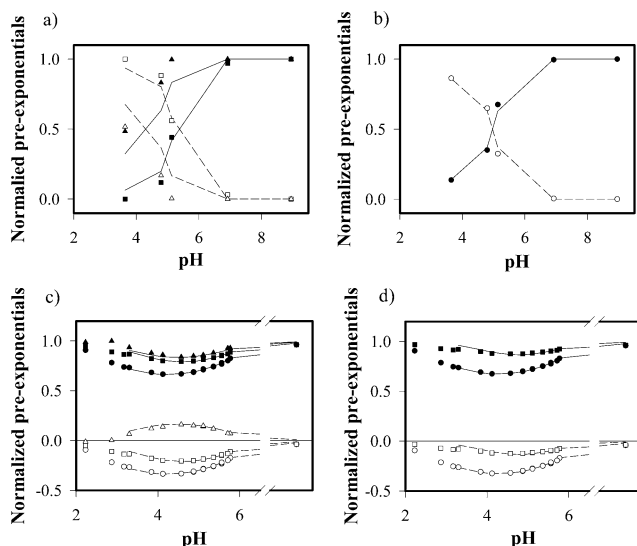 a)
Normalied pre-exponentials
1.0
0.5
0.0
2 4 6 8
pH
b)
Normalized pre-exponentials
1.0
0.5
0.0
2 4 6 8
pH
c)
Normalized pre-exponentials
1.0
0.5
0.0
-0.5
2 4 6
pH
d)
Normalized pre-exponentials
1.0
0.5
0.0
-0.5
2 4 6
pH